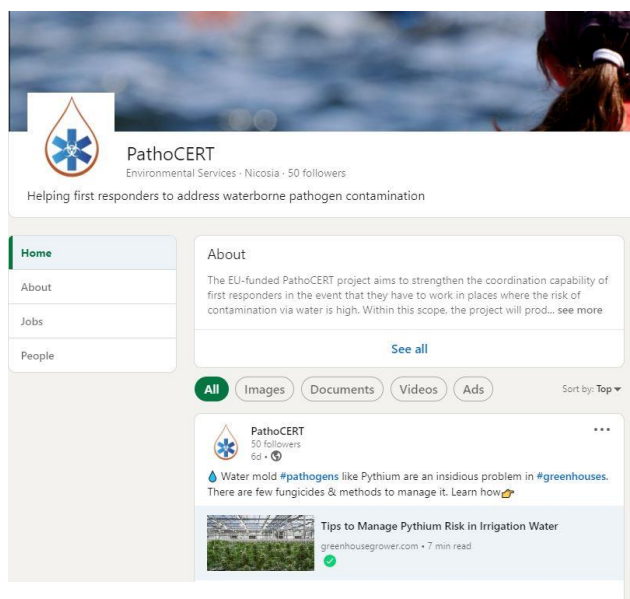 PathoCERT
Environmental Services · Nicosia · 50 followers
Helping first responders to address waterborne pathogen contamination
Home
About
Jobs
People
About
The EU-funded PathoCERT project aims to strengthen the coordination capability of
first responders in the event that they have to work in places where the risk of
contamination via water is high. Within this scope, the project will prod... see more
See all
All
Images
Documents
Videos
Ads
Sort by: Top
PathoCERT
50 followers
6d •
💧 Water mold #pathogens like Pythium are an insidious problem in #greenhouses.
There are few fungicides & methods to manage it. Learn how👉
Tips to Manage Pythium Risk in Irrigation Water
greenhousegrower.com • 7 min read